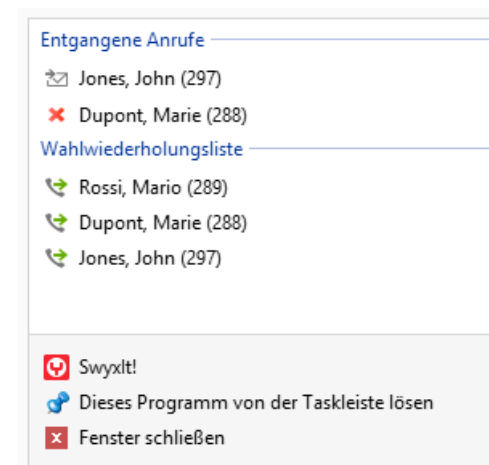 Entgangene Anrufe
Jones, John (297)
Dupont, Marie (288)
Wahlwiederholungsliste
Rossi, Mario (289)
Dupont, Marie (288)
Jones, John (297)
SwyxIt!
Dieses Programm von der Taskleiste lösen
Fenster schließen